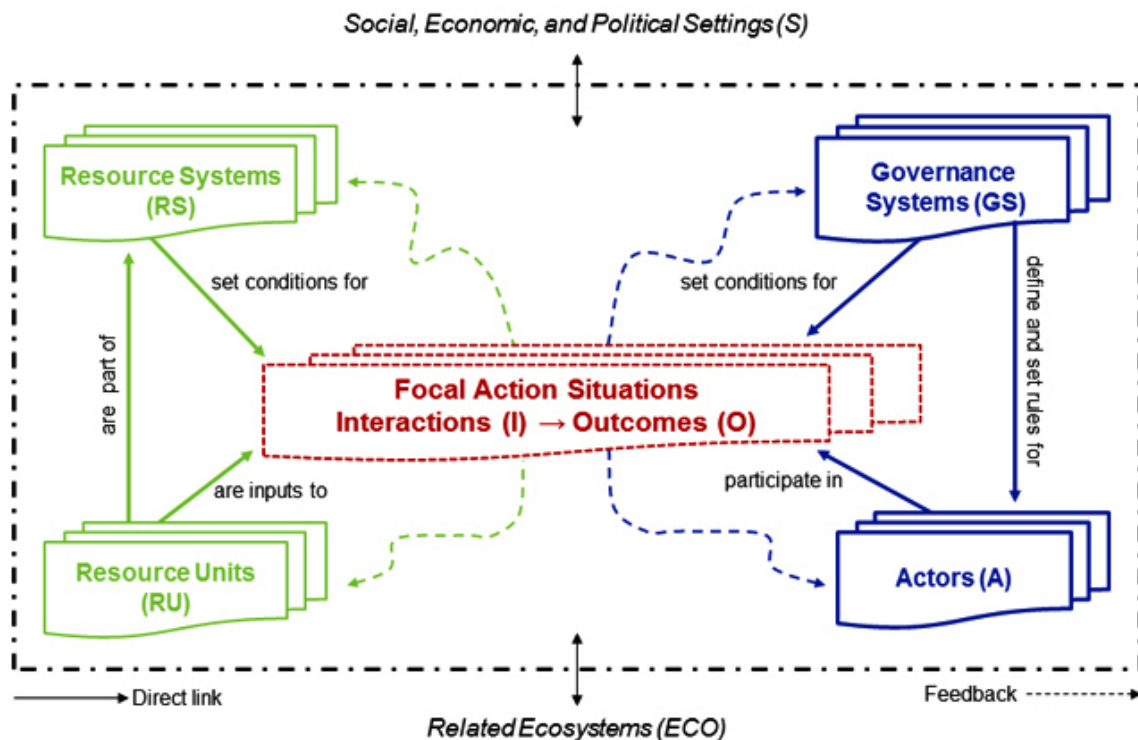 Social, Economic, and Political Settings (S)
Resource Systems
(RS)
Governance
Systems (GS)
set conditions for
set conditions for
are part of
define and set rules for
Focal Action Situations
Interactions (I) → Outcomes (O)
are inputs to
participate in
Resource Units
(RU)
Actors (A)
Direct link
Feedback
Related Ecosystems (ECO)